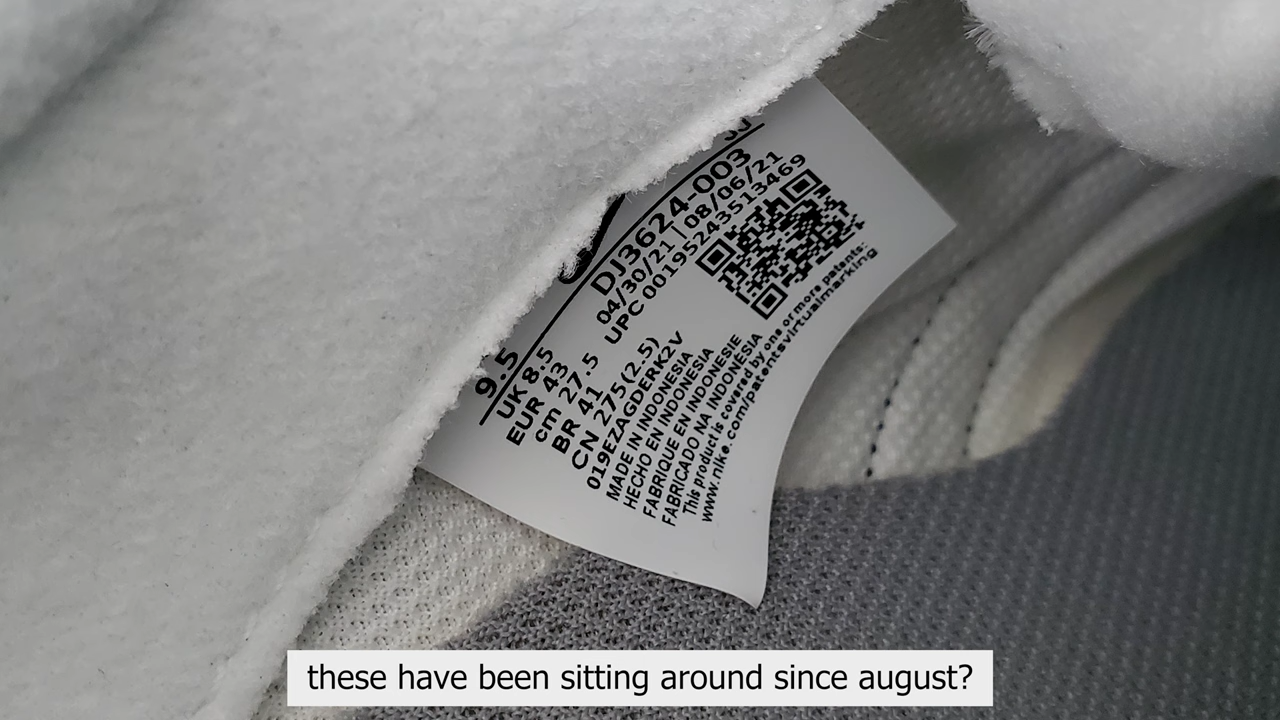 DJ3624-003
04/30/21 | 08/06/21
UPC 00195243513469
9.5
UK 8.5
EUR 43
cm 27.5
BR 41
CN 275(2.5)
019EZAGDERK2V
MADE IN INDONESIA
HECHO EN INDONESIA
FABRIQUE EN INDONESIE
FABRICADO NA INDONÉSIA
This product is covered by one or more patents:
www.nike.com/patentsvirtualmarking
these have been sitting around since august?